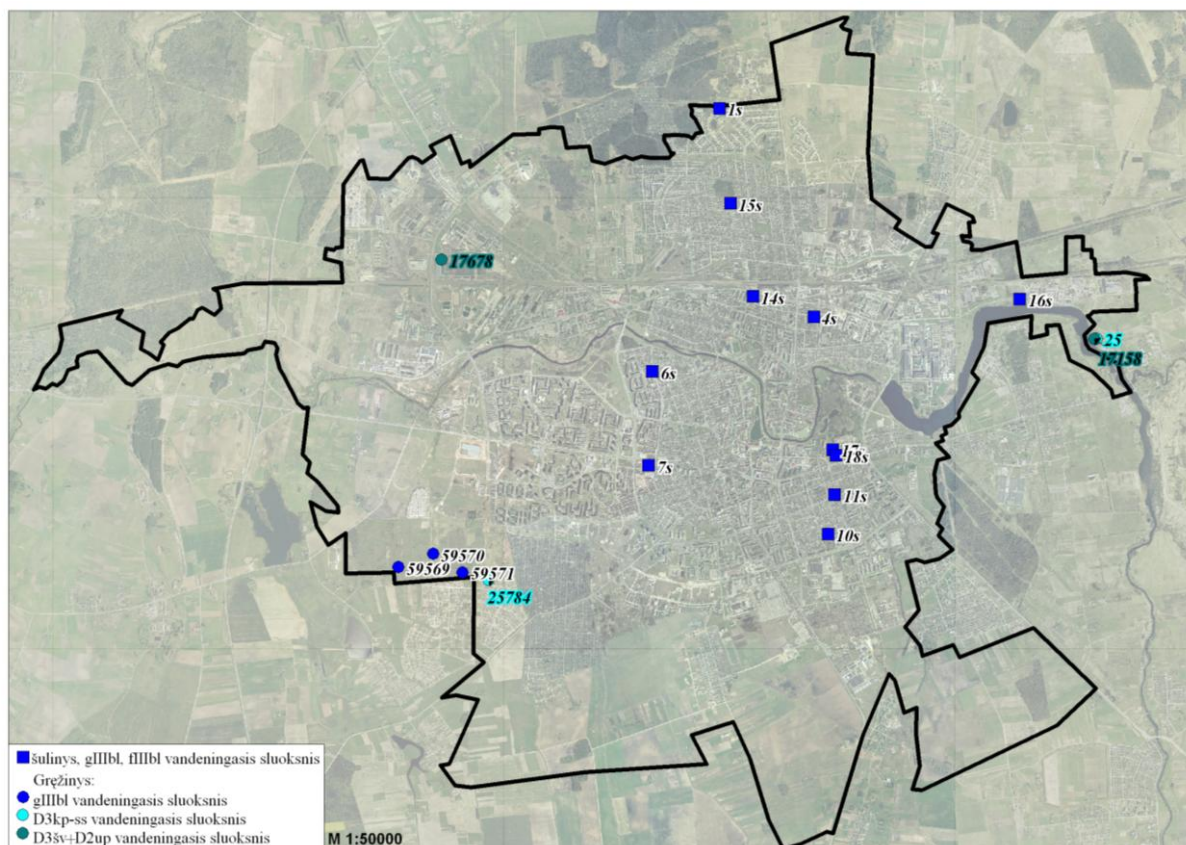 1s
15s
17678
14s
16s
4s
25
17158
6s
17
18s
7s
11s
10s
59570
59569
59571
25784
šulinys, gIIIbl, fIIIbl vandeningasis sluoksnis
Gręžinys:
gIIIbl vandeningasis sluoksnis
D3kp-ss vandeningasis sluoksnis
D3šv+D2up vandeningasis sluoksnis
M 1:50000